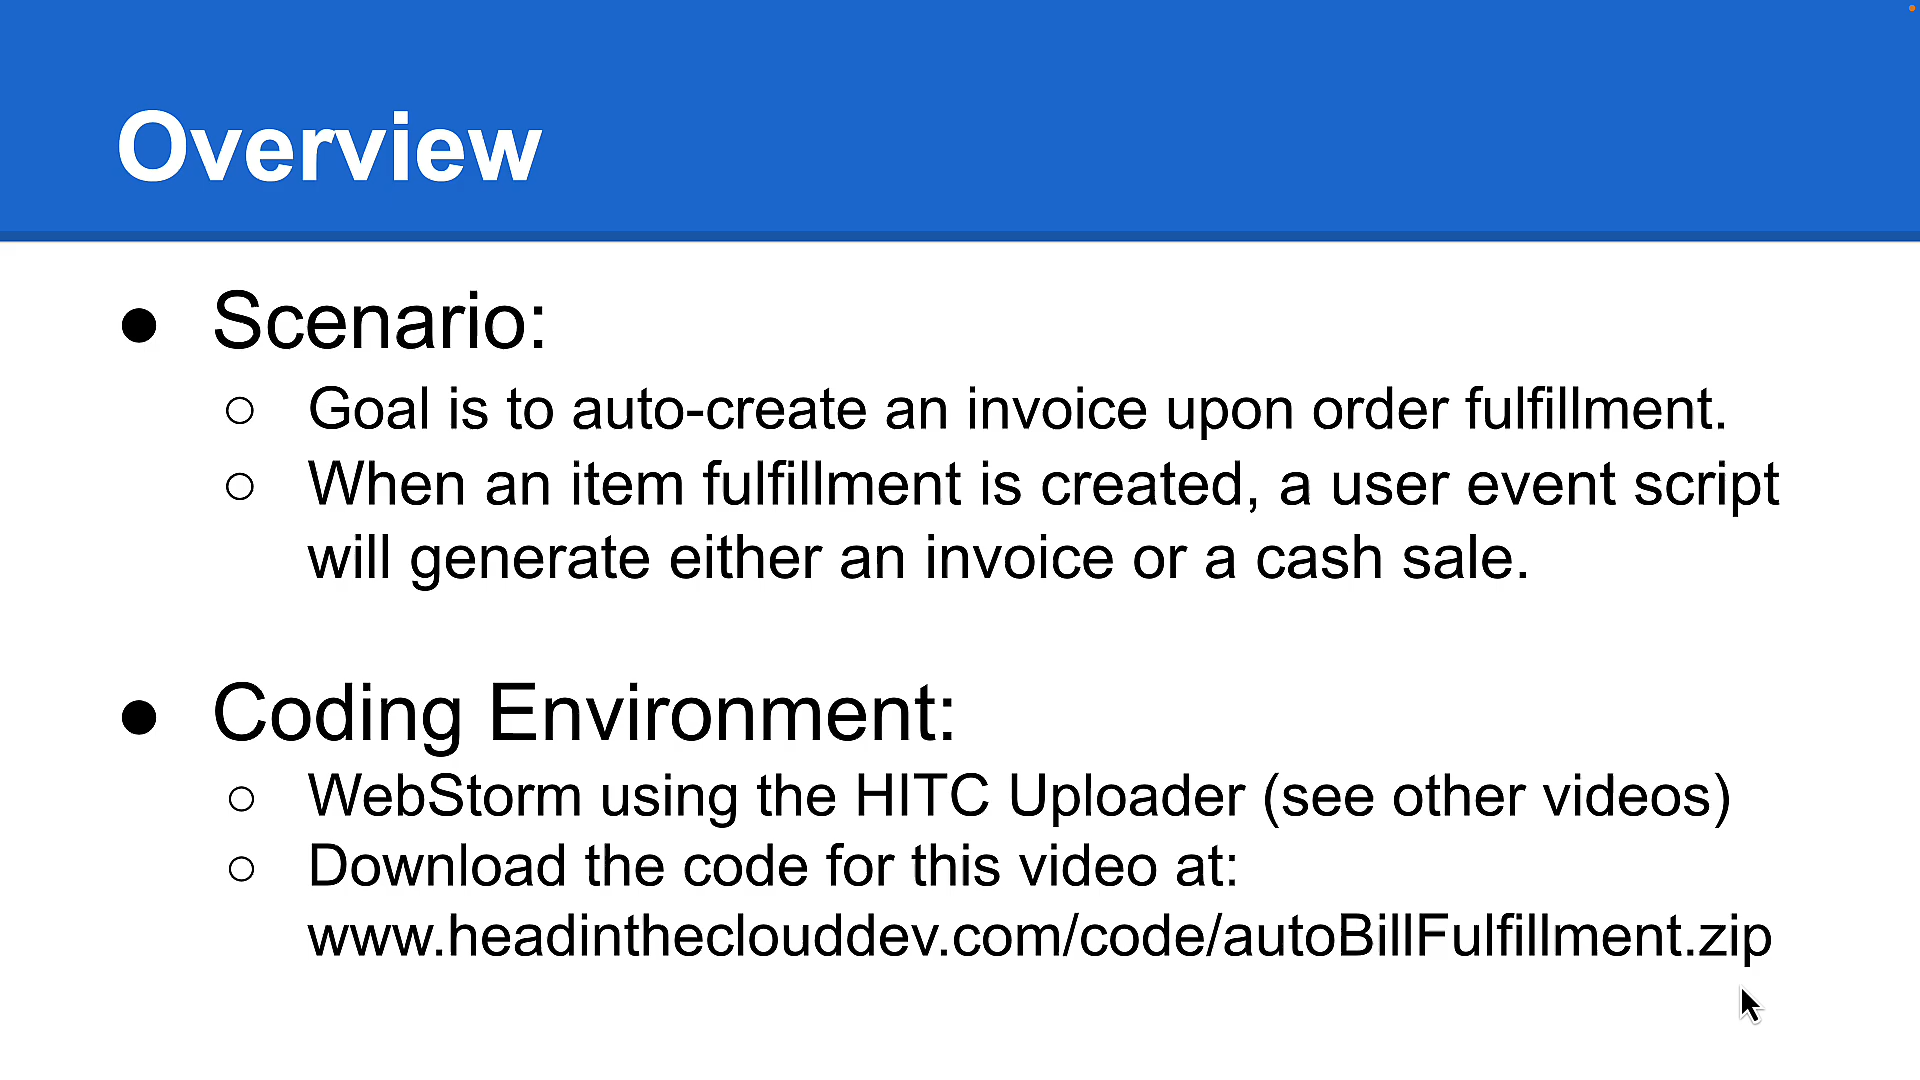 Overview
● Scenario:
○ Goal is to auto-create an invoice upon order fulfillment.
○ When an item fulfillment is created, a user event script
will generate either an invoice or a cash sale.
● Coding Environment:
○ WebStorm using the HITC Uploader (see other videos)
○ Download the code for this video at:
www.headintheclouddev.com/code/autoBillFulfillment.zip